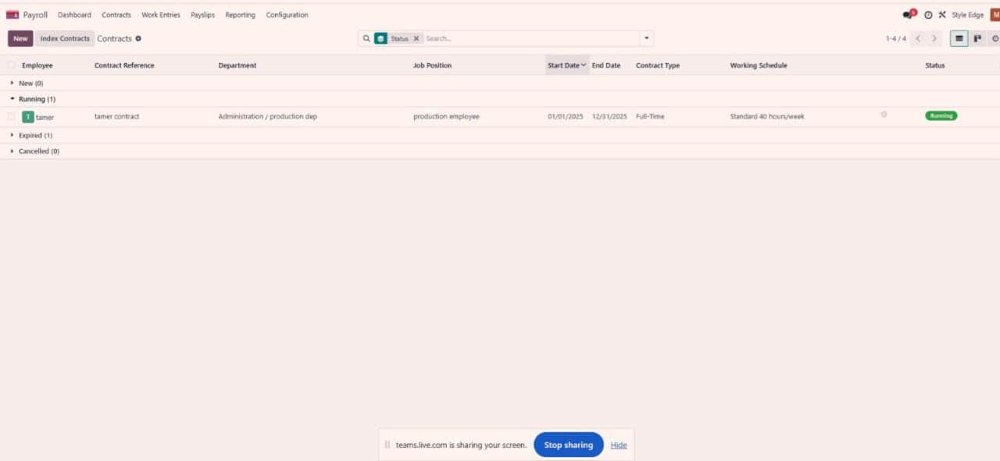 Payroll Dashboard Contracts Work Entries Payslips Reporting Configuration 5 Style Edge M
New Index Contracts Contracts Status Search... 1-4 / 4
Employee Contract Reference Department Job Position Start Date End Date Contract Type Working Schedule Status
New (0)
Running (1)
T tamer tamer contract Administration / production dep production employee 01/01/2025 12/31/2025 Full-Time Standard 40 hours/week Running
Expired (1)
Cancelled (0)
teams.live.com is sharing your screen. Stop sharing Hide